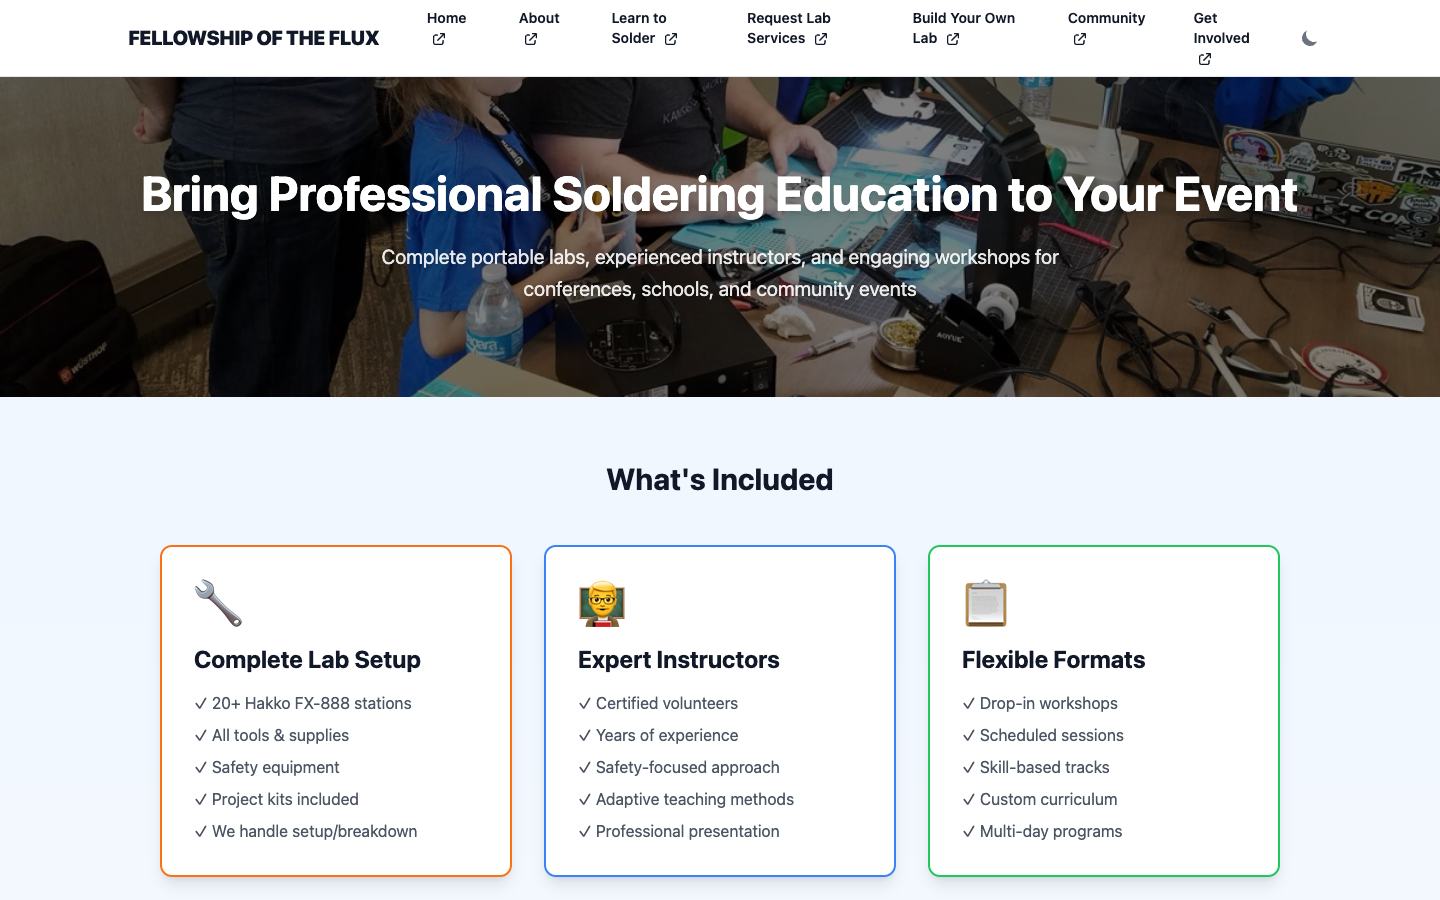 FELLOWSHIP OF THE FLUX
Home
About
Learn to
Solder
Request Lab
Services
Build Your Own
Lab
Community
Get
Involved
Bring Professional Soldering Education to Your Event
Complete portable labs, experienced instructors, and engaging workshops for
conferences, schools, and community events
WÜSTHOF
AOYUE
What's Included
Complete Lab Setup
✓ 20+ Hakko FX-888 stations
✓ All tools & supplies
✓ Safety equipment
✓ Project kits included
✓ We handle setup/breakdown
Expert Instructors
✓ Certified volunteers
✓ Years of experience
✓ Safety-focused approach
✓ Adaptive teaching methods
✓ Professional presentation
Flexible Formats
✓ Drop-in workshops
✓ Scheduled sessions
✓ Skill-based tracks
✓ Custom curriculum
✓ Multi-day programs